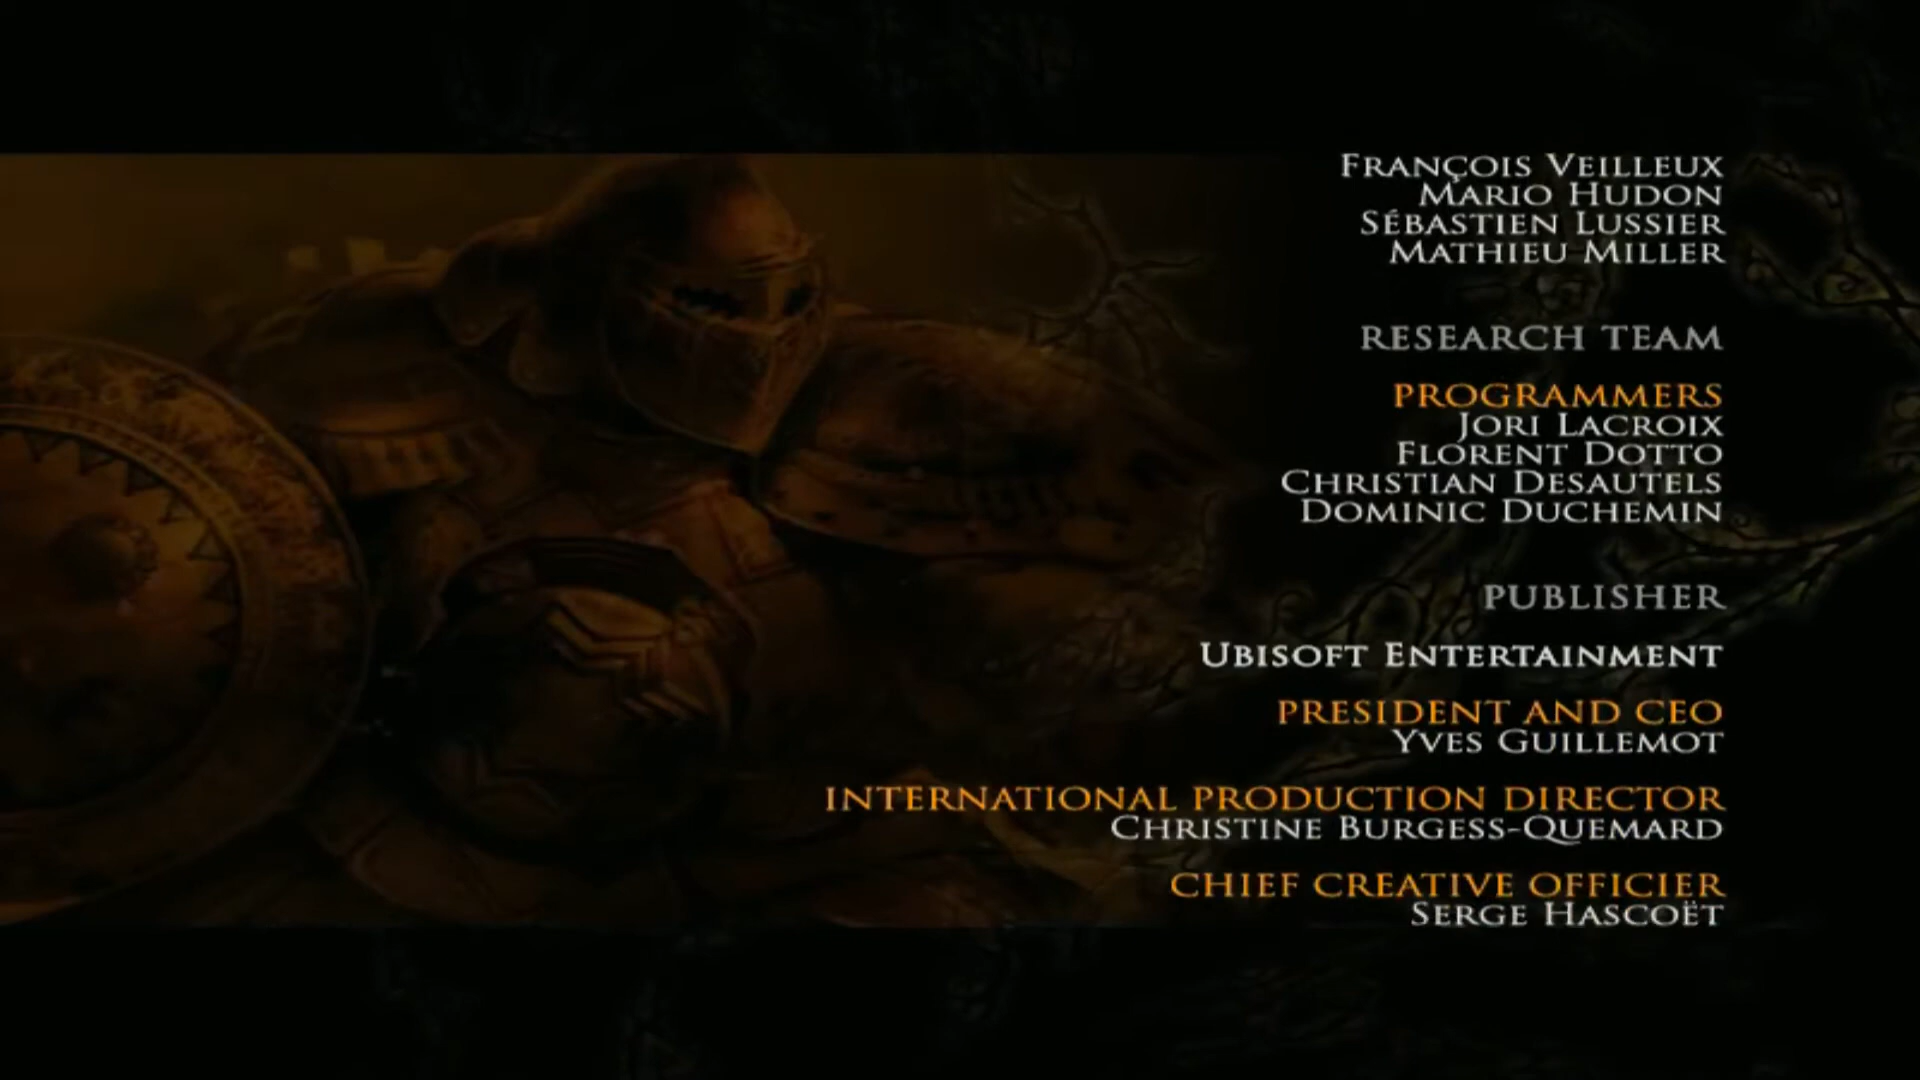 FRANÇOIS VEILLEUX
MARIO HUDON
SÉBASTIEN LUSSIER
MATHIEU MILLER
RESEARCH TEAM
PROGRAMMERS
JORI LACROIX
FLORENT DOTTO
CHRISTIAN DESAUTELS
DOMINIC DUCHEMIN
PUBLISHER
UBISOFT ENTERTAINMENT
PRESIDENT AND CEO
YVES GUILLEMOT
INTERNATIONAL PRODUCTION DIRECTOR
CHRISTINE BURGESS-QUEMARD
CHIEF CREATIVE OFFICIER
SERGE HASCOËT